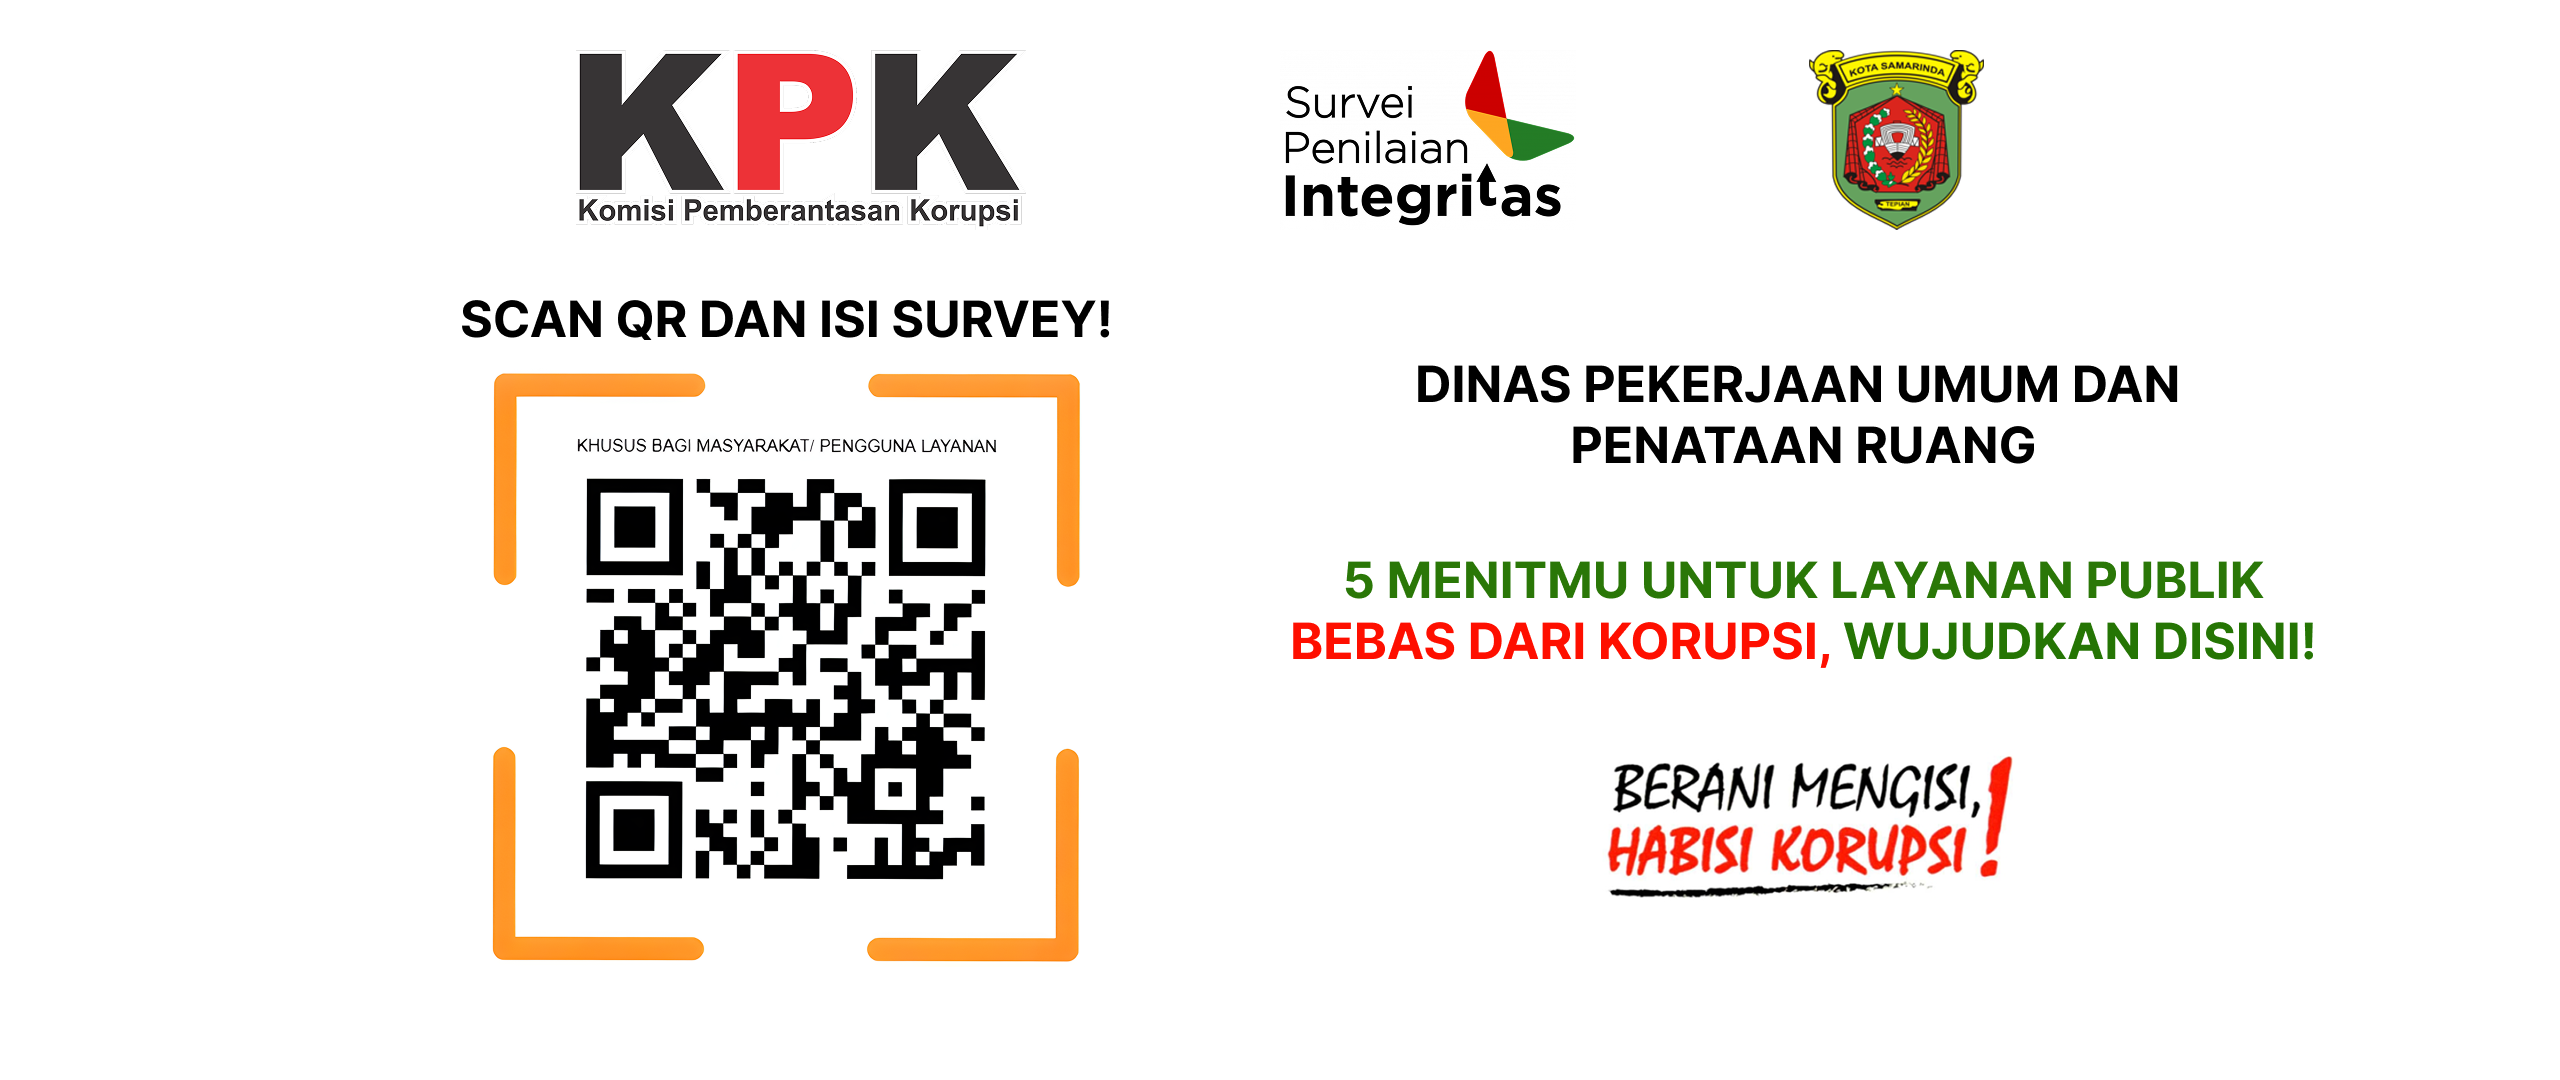 KPK
Komisi Pemberantasan Korupsi
Survei
Penilaian
Integritas
KOTA SAMARINDA
TEPIAN
SCAN QR DAN ISI SURVEY!
KHUSUS BAGI MASYARAKAT/ PENGGUNA LAYANAN
DINAS PEKERJAAN UMUM DAN
PENATAAN RUANG
5 MENITMU UNTUK LAYANAN PUBLIK
BEBAS DARI KORUPSI, WUJUDKAN DISINI!
BERANI MENGISI,
HABISI KORUPSI!